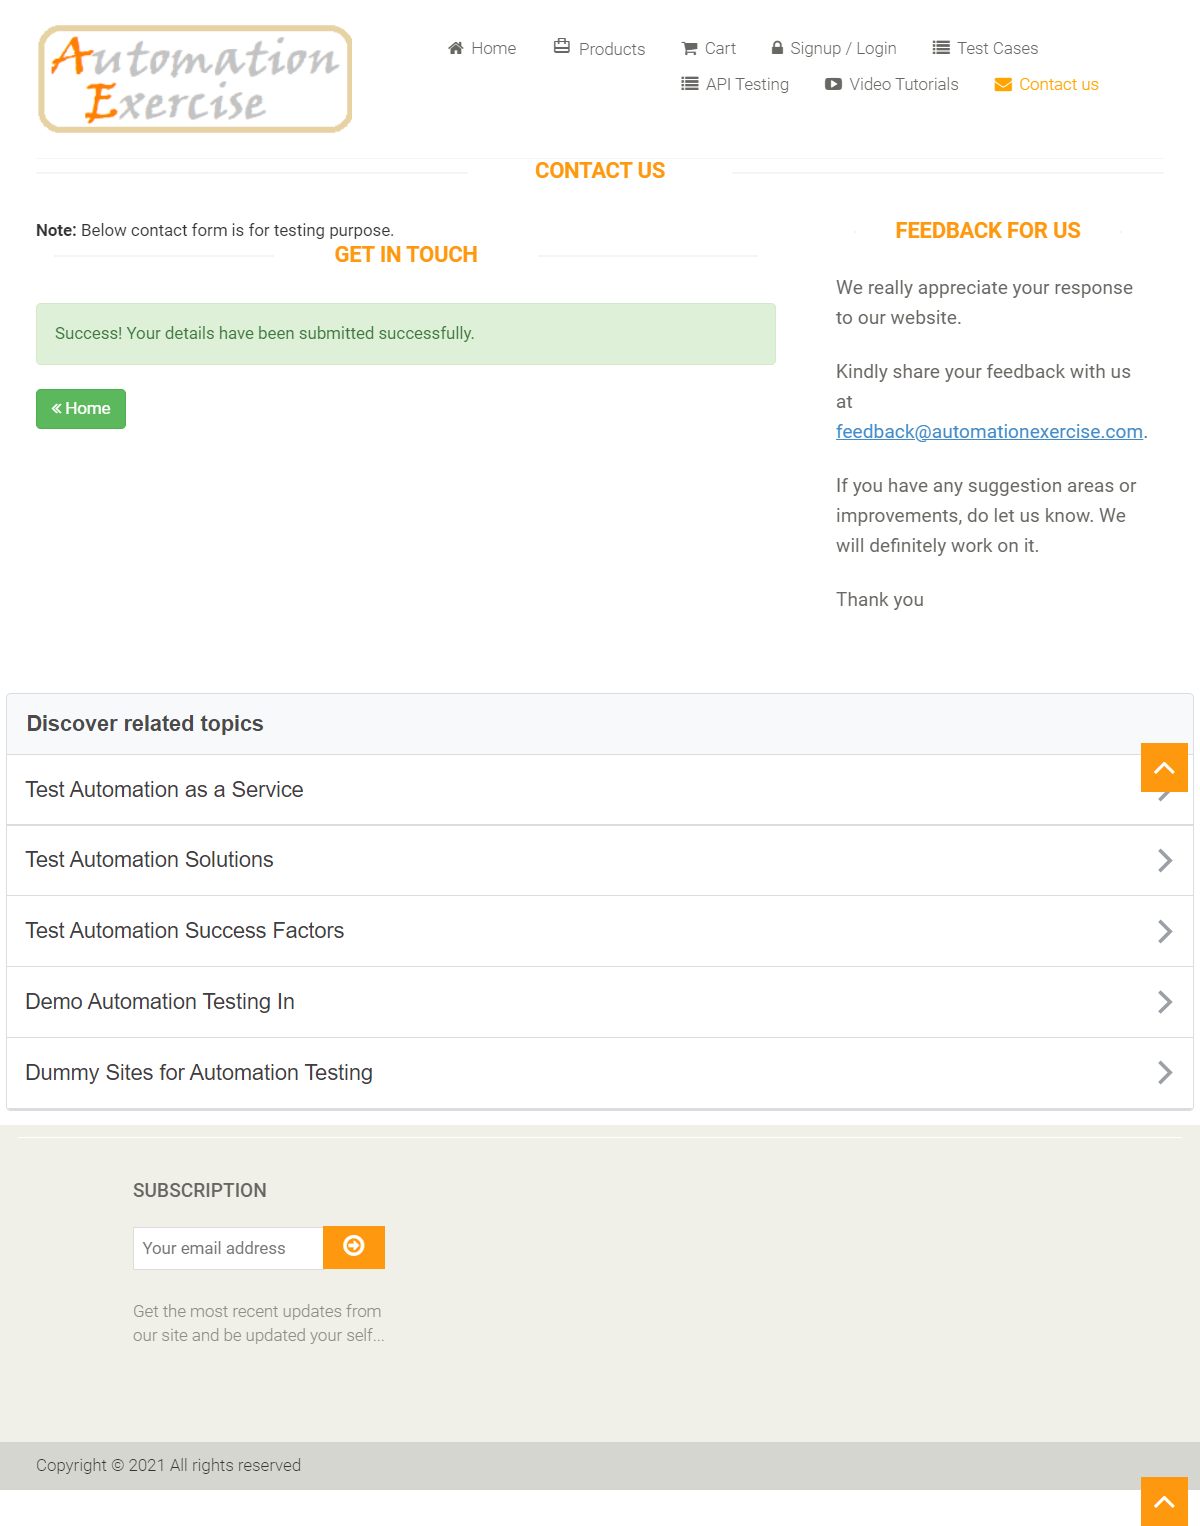 Automation
Exercise
Home
Products
Cart
Signup / Login
Test Cases
API Testing
Video Tutorials
Contact us
CONTACT US
Note: Below contact form is for testing purpose.
GET IN TOUCH
Success! Your details have been submitted successfully.
« Home
FEEDBACK FOR US
We really appreciate your response
to our website.
Kindly share your feedback with us
at
feedback@automationexercise.com.
If you have any suggestion areas or
improvements, do let us know. We
will definitely work on it.
Thank you
Discover related topics
Test Automation as a Service
Test Automation Solutions
Test Automation Success Factors
Demo Automation Testing In
Dummy Sites for Automation Testing
SUBSCRIPTION
Your email address
Get the most recent updates from
our site and be updated your self...
Copyright © 2021 All rights reserved